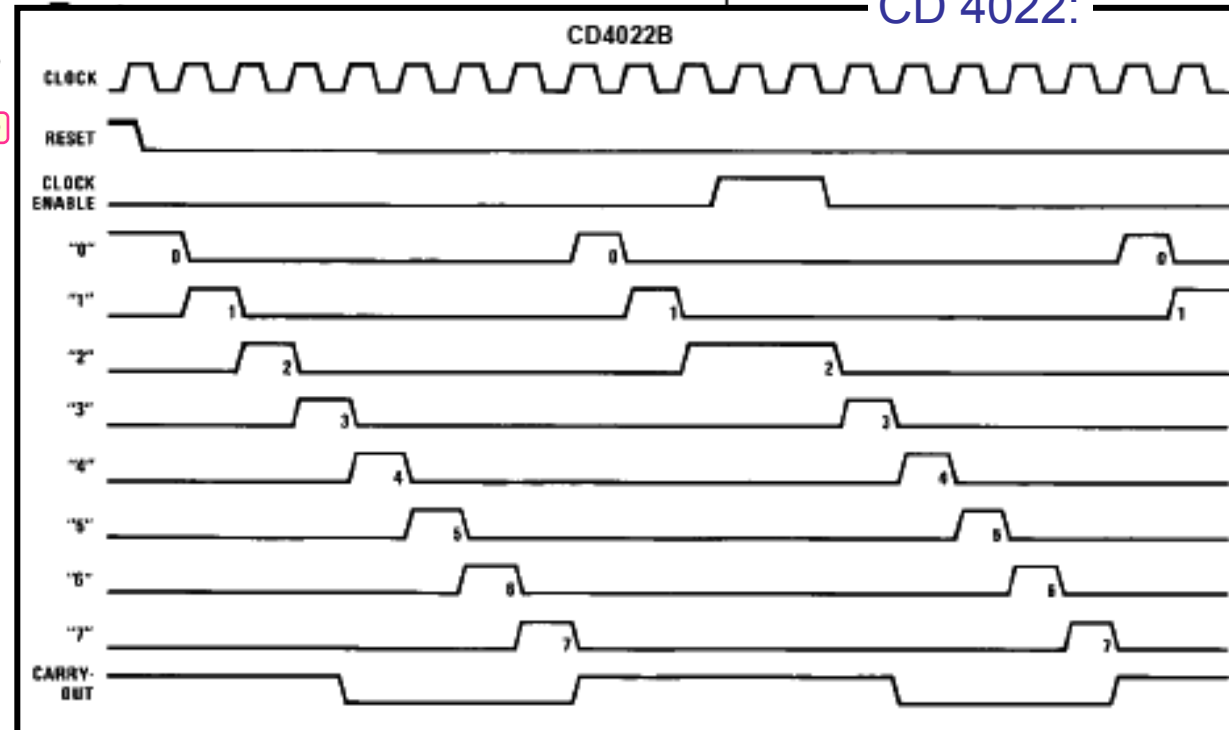 CD 4022:
CD4022B
CLOCK
RESET
CLOCK
ENABLE
"0" 0 0 0
"1" 1 1 1
"2" 2 2
"3" 3 3
"4" 4 4
"5" 5 5
"6" 6 6
"7" 7 7
CARRY-
OUT